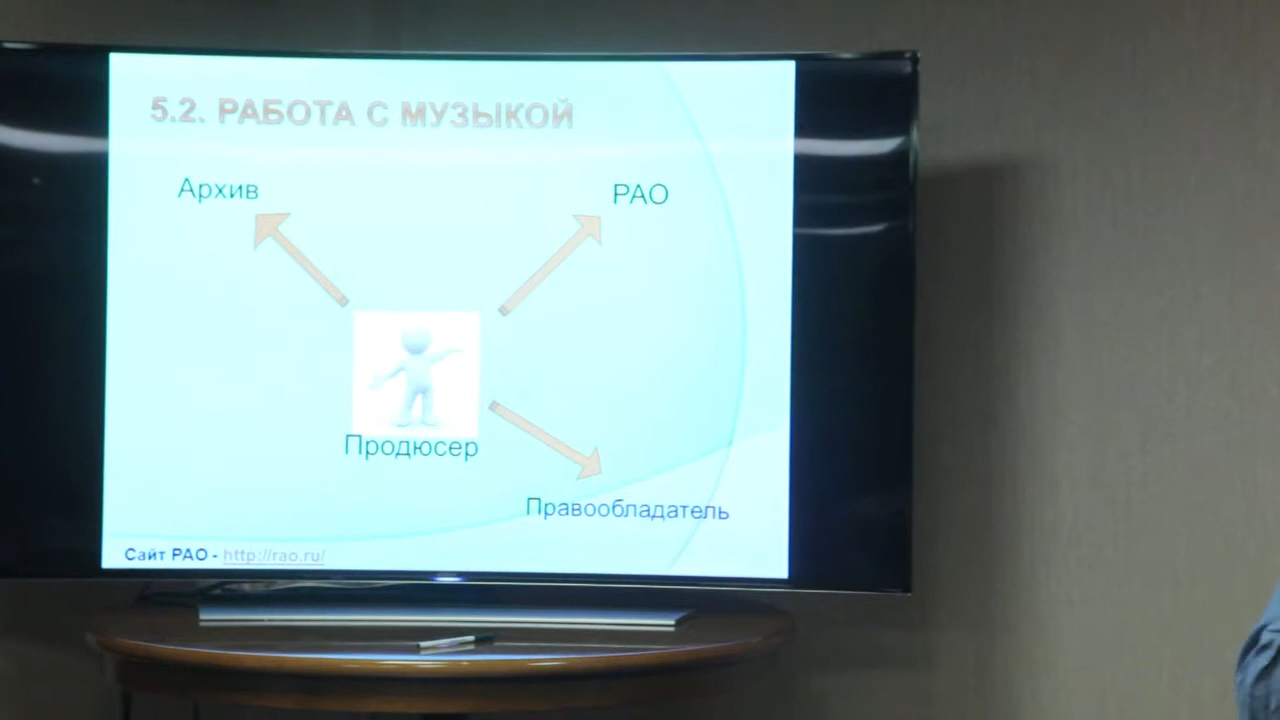 5.2. РАБОТА С МУЗЫКОЙ
Архив
РАО
Продюсер
Правообладатель
Сайт РАО - http://rao.ru/